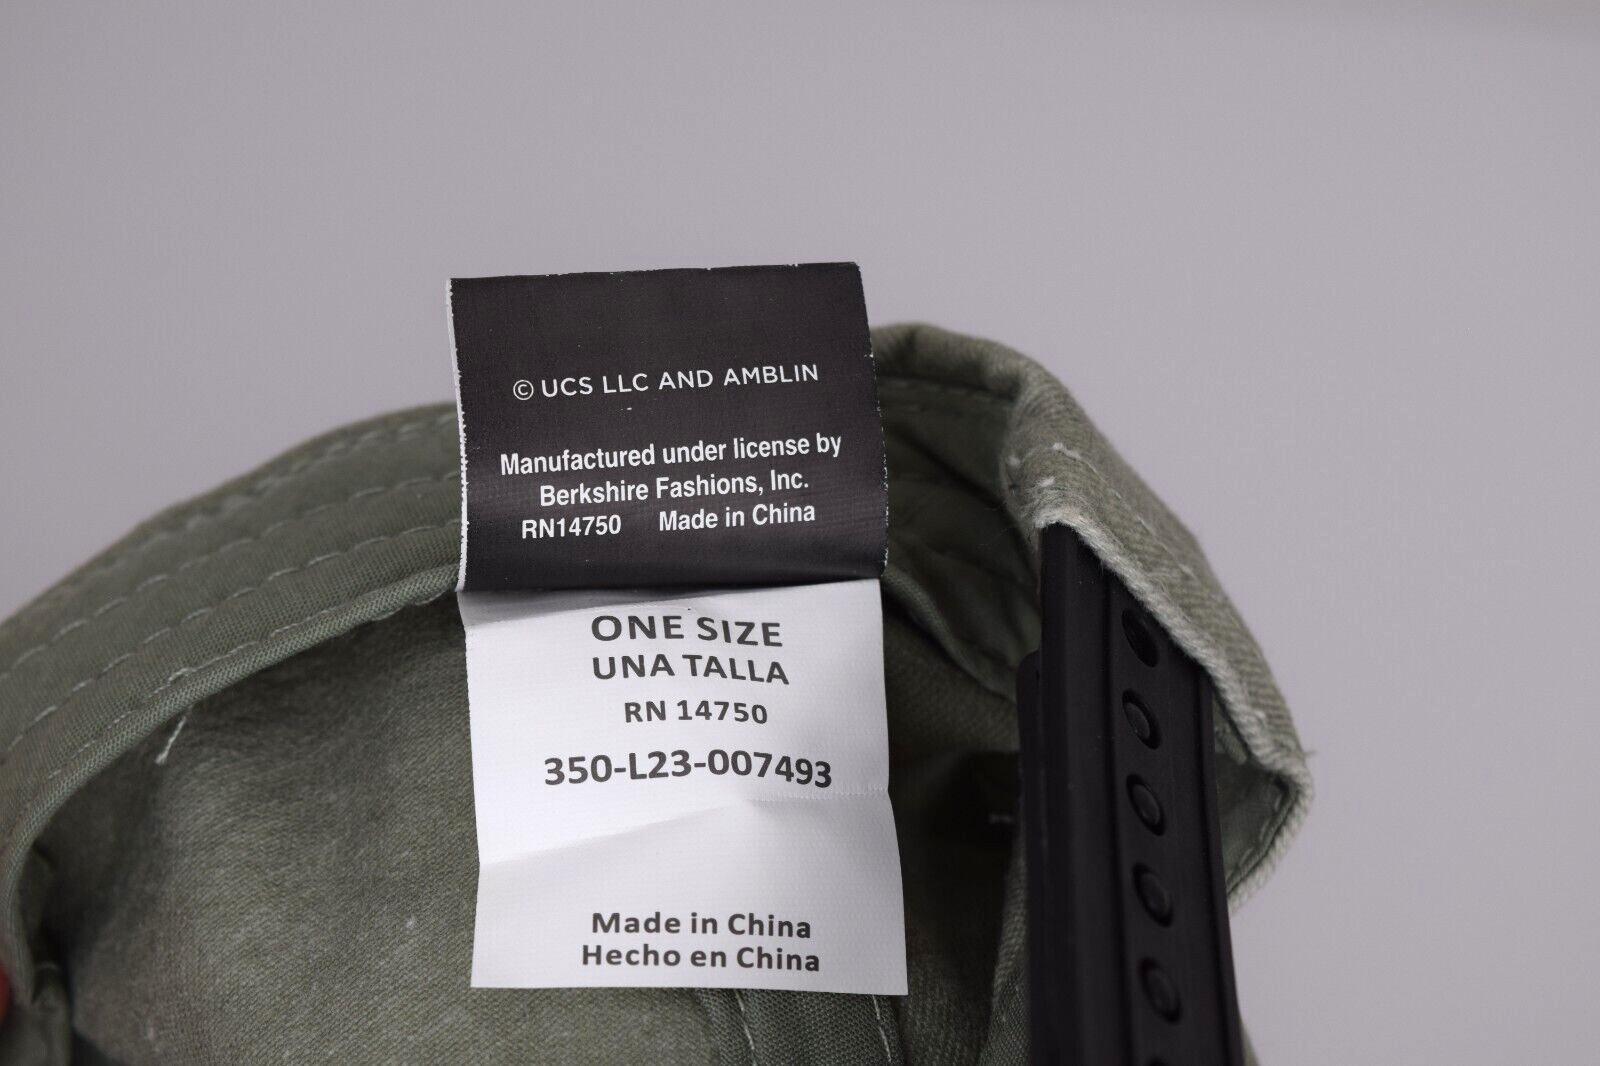 © UCS LLC AND AMBLIN
Manufactured under license by
Berkshire Fashions, Inc.
RN14750 Made in China
ONE SIZE
UNA TALLA
RN 14750
350-L23-007493
Made in China
Hecho en China